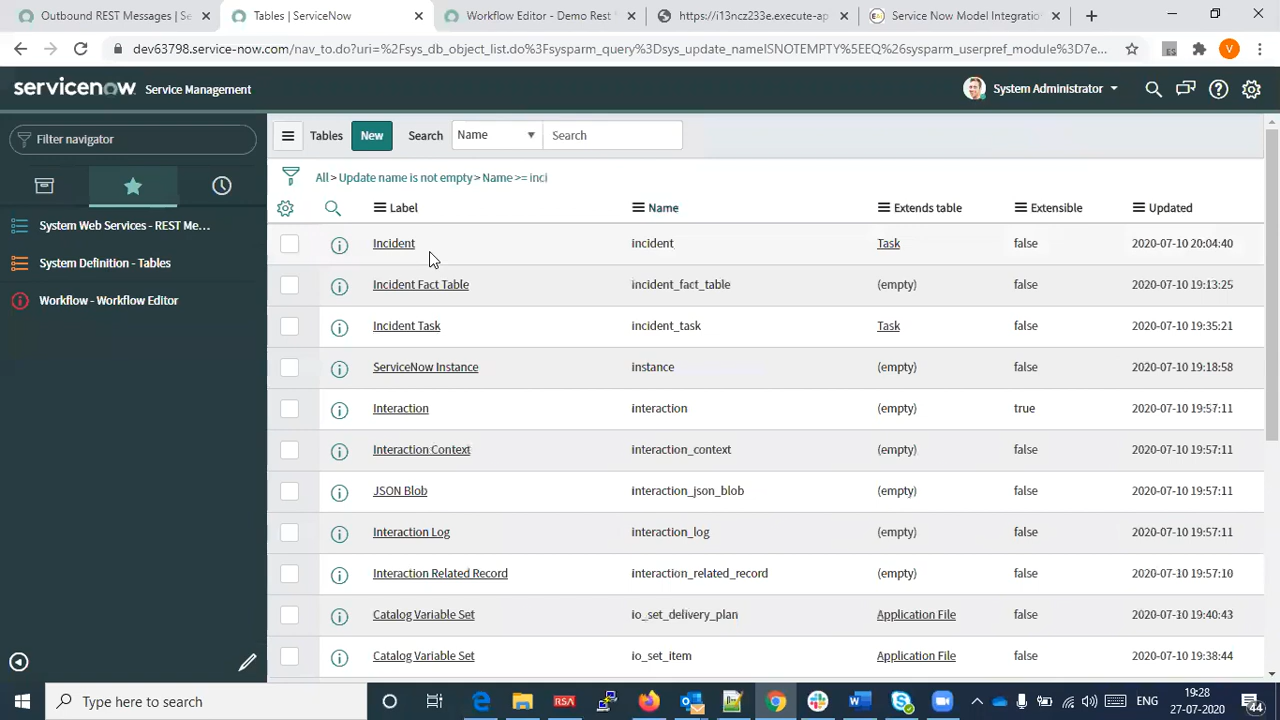 Outbound REST Messages | Se
Tables | ServiceNow
Workflow Editor - Demo Rest
https://i13ncz233e.execute-ap
Service Now Model Integratio
dev63798.service-now.com/nav_to.do?uri=%2Fsys_db_object_list.do%3Fsysparm_query%3Dsys_update_nameISNOTEMPTY%5EEQ%26sysparm_userpref_module%3D7e...
ES
V
servicenow Service Management
System Administrator
Filter navigator
Tables New Search Name Search
All > Update name is not empty > Name >= inci
Label Name Extends table Extensible Updated
System Web Services - REST Me...
System Definition - Tables
Workflow - Workflow Editor
Incident incident Task false 2020-07-10 20:04:40
Incident Fact Table incident_fact_table (empty) false 2020-07-10 19:13:25
Incident Task incident_task Task false 2020-07-10 19:35:21
ServiceNow Instance instance (empty) false 2020-07-10 19:18:58
Interaction interaction (empty) true 2020-07-10 19:57:11
Interaction Context interaction_context (empty) false 2020-07-10 19:57:11
JSON Blob interaction_json_blob (empty) false 2020-07-10 19:57:11
Interaction Log interaction_log (empty) false 2020-07-10 19:57:11
Interaction Related Record interaction_related_record (empty) false 2020-07-10 19:57:10
Catalog Variable Set io_set_delivery_plan Application File false 2020-07-10 19:40:43
Catalog Variable Set io_set_item Application File false 2020-07-10 19:38:44
Type here to search
RSA
ENG
19:28
27-07-2020
44